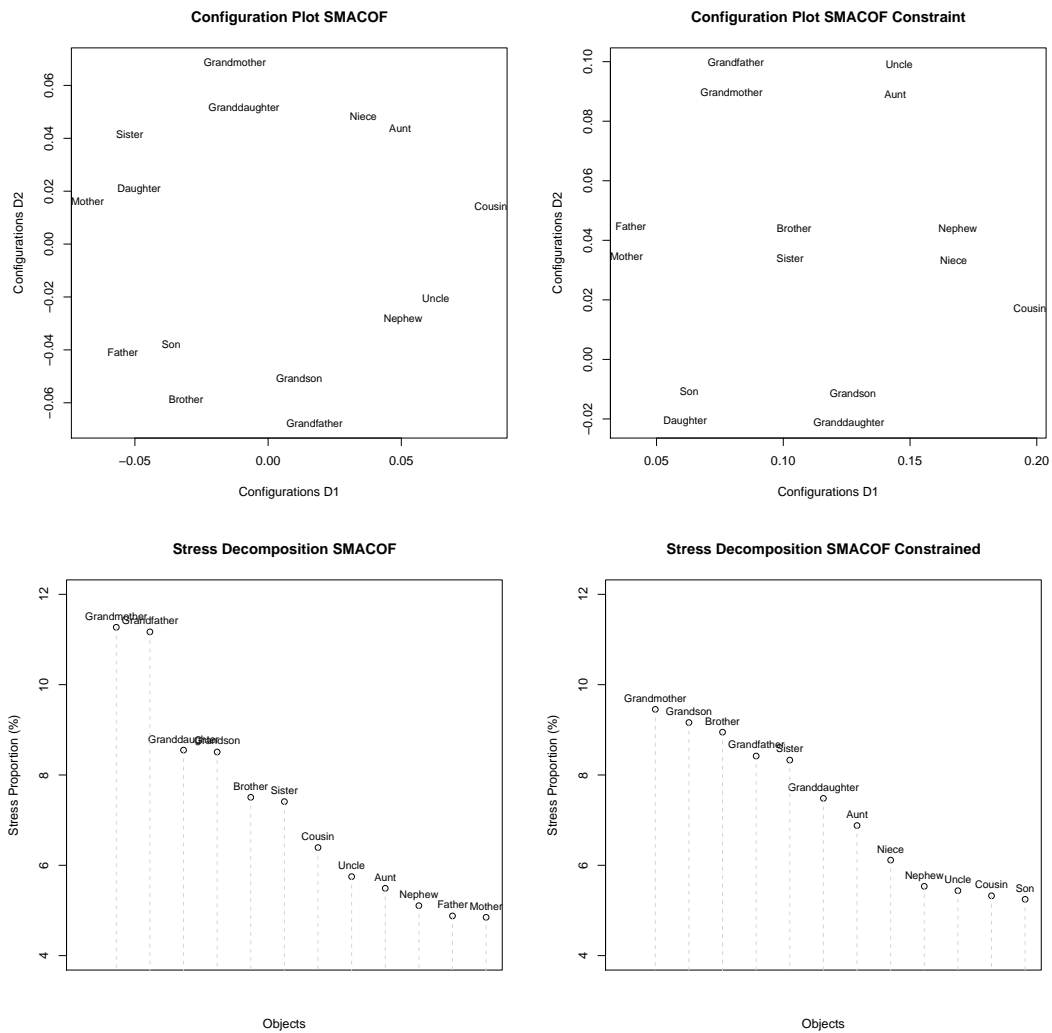 Configuration Plot SMACOF
Grandmother
Granddaughter
Niece
Aunt
Sister
Daughter
Mother
Cousin
Uncle
Nephew
Son
Father
Grandson
Brother
Grandfather
0.06
0.04
0.02
0.00
−0.02
−0.04
−0.06
Configurations D2
−0.05
0.00
0.05
Configurations D1
Configuration Plot SMACOF Constraint
Grandfather
Uncle
Grandmother
Aunt
Father
Brother
Nephew
Mother
Sister
Niece
Cousin
Son
Grandson
Daughter
Granddaughter
0.10
0.08
0.06
0.04
0.02
0.00
−0.02
Configurations D2
0.05
0.10
0.15
0.20
Configurations D1
Stress Decomposition SMACOF
Grandmother
Grandfather
Granddaughter
Grandson
Brother
Sister
Cousin
Uncle
Aunt
Nephew
Father
Mother
12
10
8
6
4
Stress Proportion (%)
Objects
Stress Decomposition SMACOF Constrained
Grandmother
Grandson
Brother
Grandfather
Sister
Granddaughter
Aunt
Niece
Nephew
Uncle
Cousin
Son
12
10
8
6
4
Stress Proportion (%)
Objects